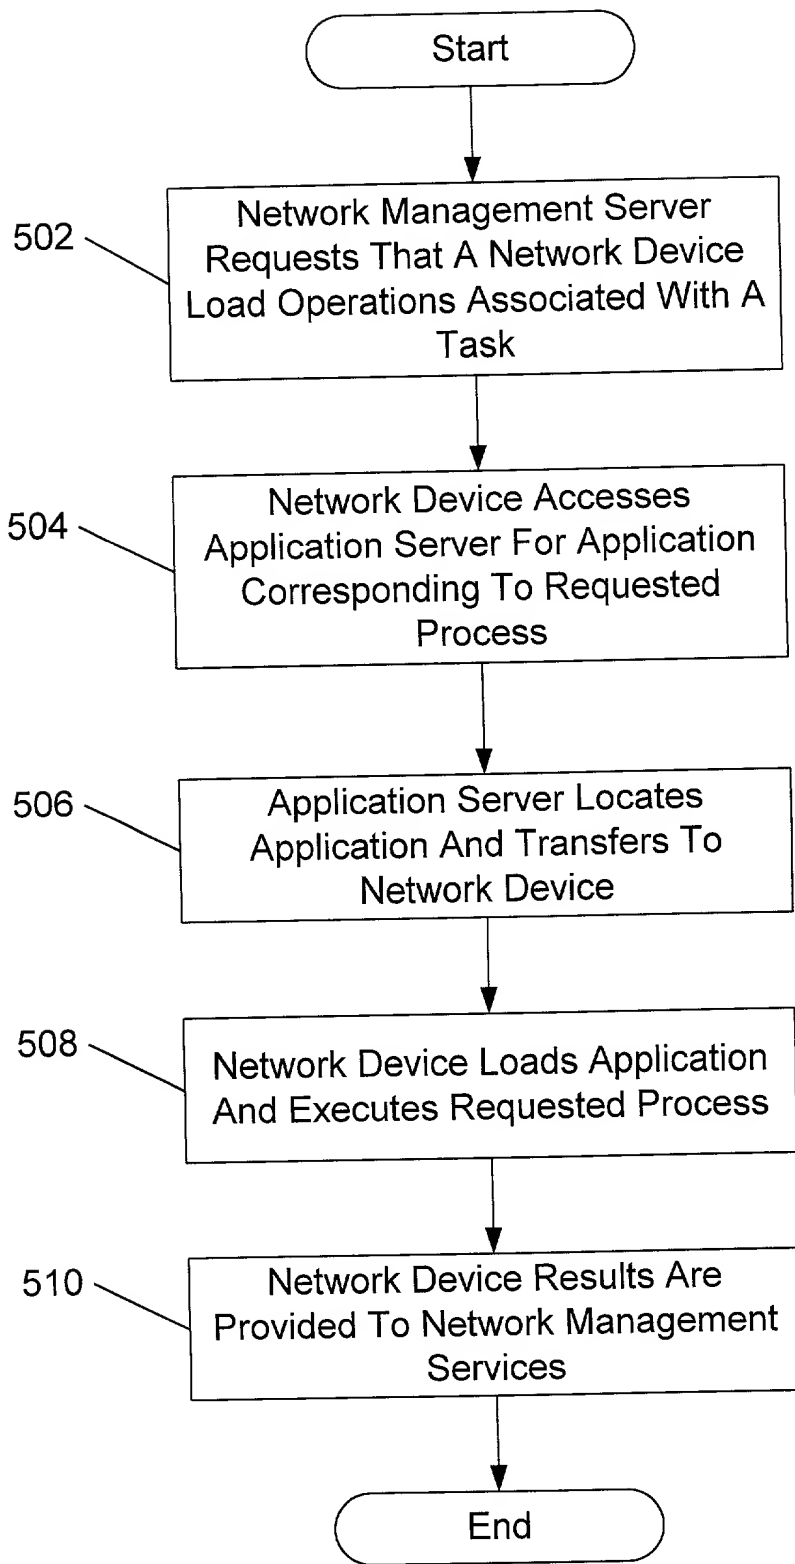 Start
502
Network Management Server
Requests That A Network Device
Load Operations Associated With A
Task
504
Network Device Accesses
Application Server For Application
Corresponding To Requested
Process
506
Application Server Locates
Application And Transfers To
Network Device
508
Network Device Loads Application
And Executes Requested Process
510
Network Device Results Are
Provided To Network Management
Services
End